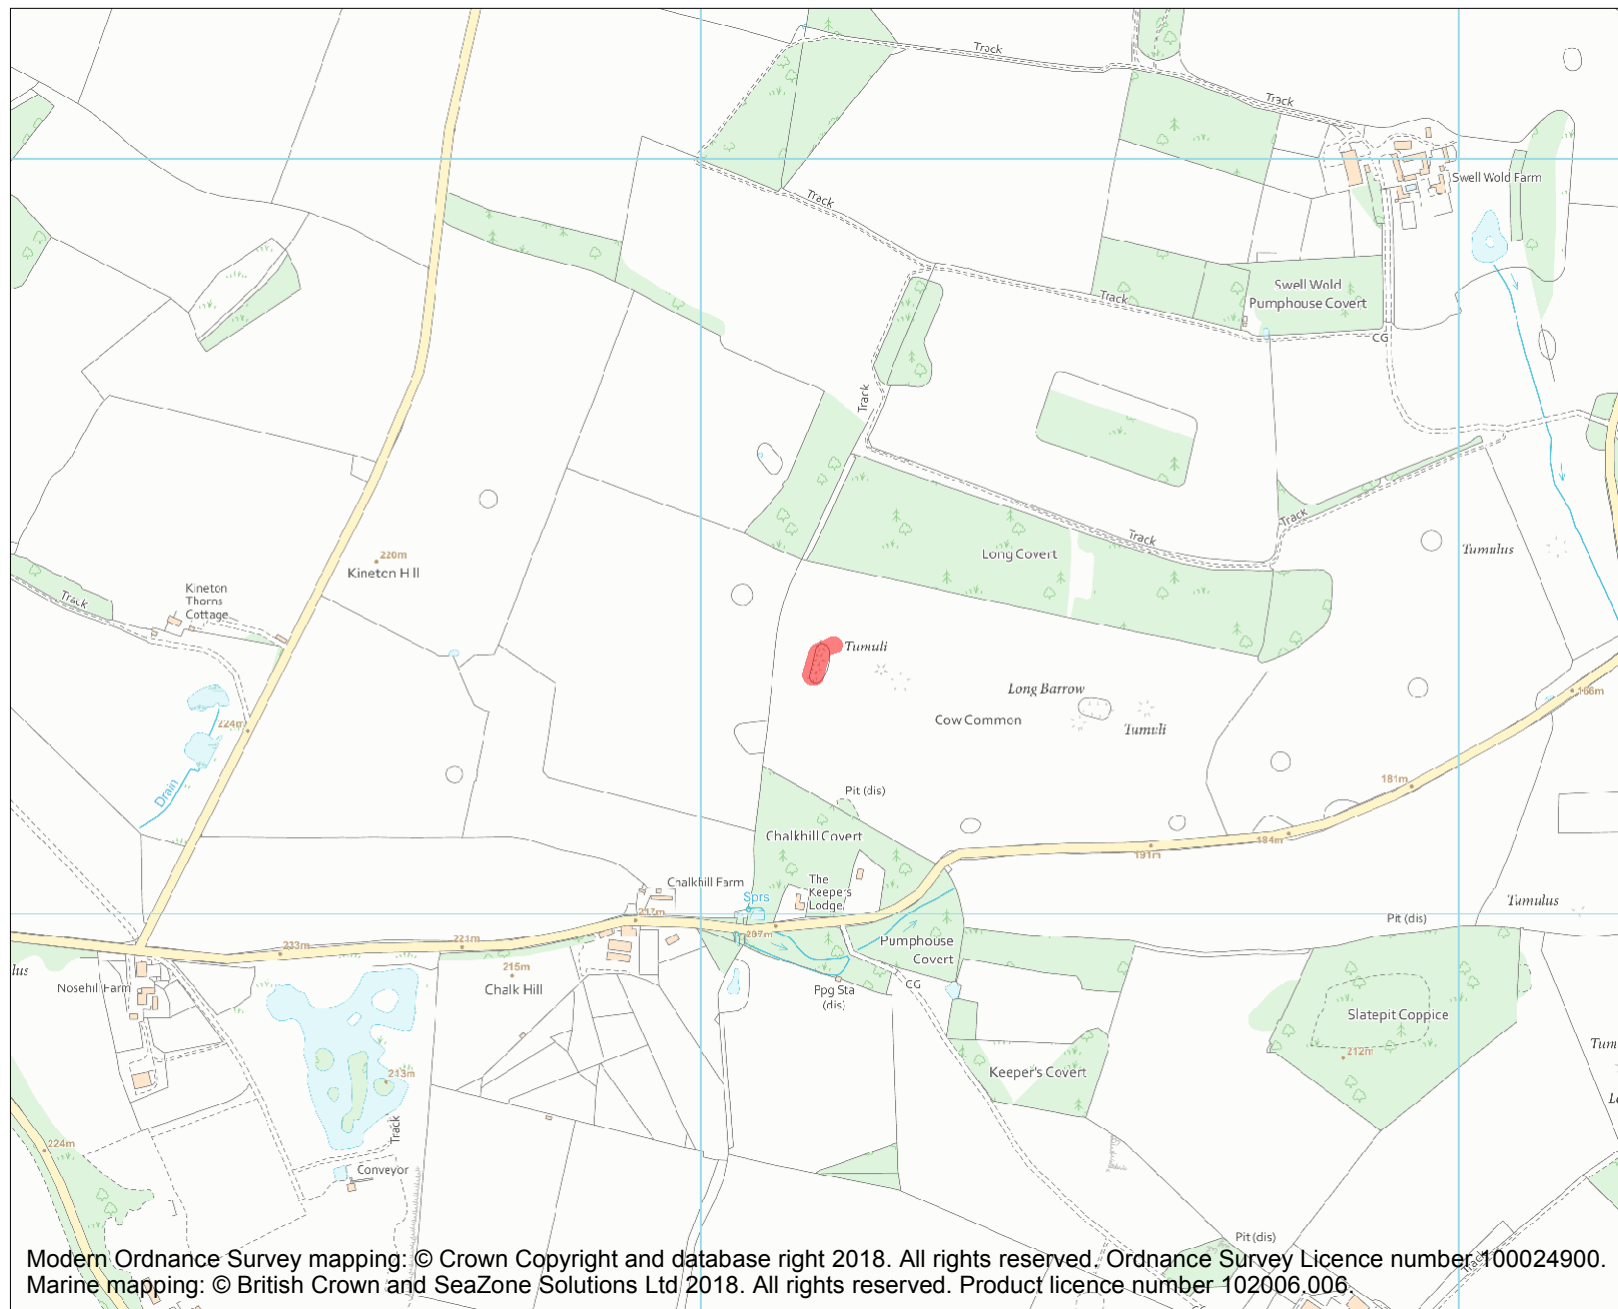 Track
Track
Swell Wold Farm
Track
Swell Wold
Pumphouse Covert
Track
CG
Track
Track
Track
Long Covert
Tumulus
220m
Kineton Hill
Kineton
Thorns
Cottage
Track
Tumuli
Long Barrow
Cow Common
Tumuli
166m
224m
Drain
181m
Pit (dis)
Chalkhill Covert
184m
191m
Chalkhill Farm
The
Keeper's
Lodge
Sprs
217m
207m
Tumulus
Pit (dis)
233m
221m
Pumphouse
Covert
lus
215m
Chalk Hill
Nosehill Farm
Ppg Sta
(dis)
CG
Slatepit Coppice
212m
Tum
Keeper's Covert
213m
Track
224m
Conveyor
Pit (dis)
Track
Modern Ordnance Survey mapping: © Crown Copyright and database right 2018. All rights reserved. Ordnance Survey Licence number 100024900.
Marine mapping: © British Crown and SeaZone Solutions Ltd 2018. All rights reserved. Product licence number 102006.006.